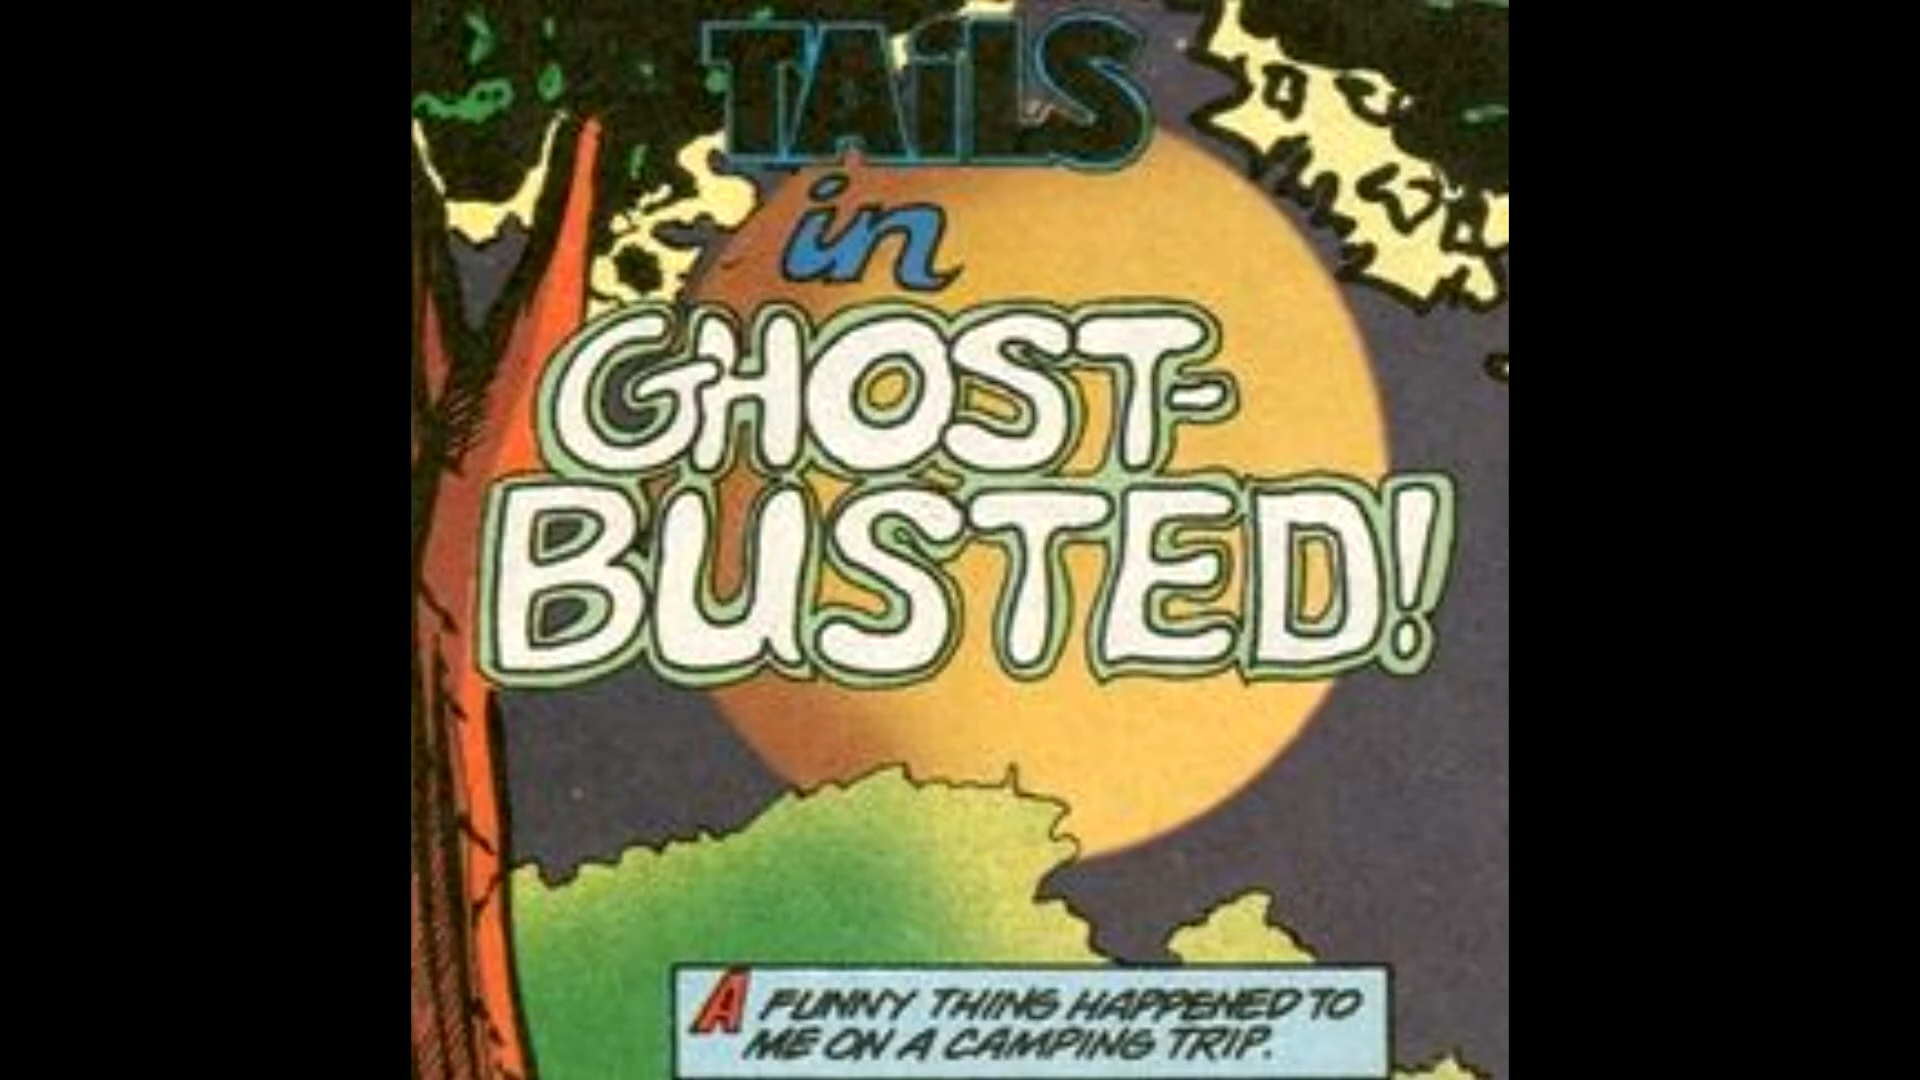 TAiLS
in
GHOST-
BUSTED!
A FUNNY THING HAPPENED TO
ME ON A CAMPING TRIP.